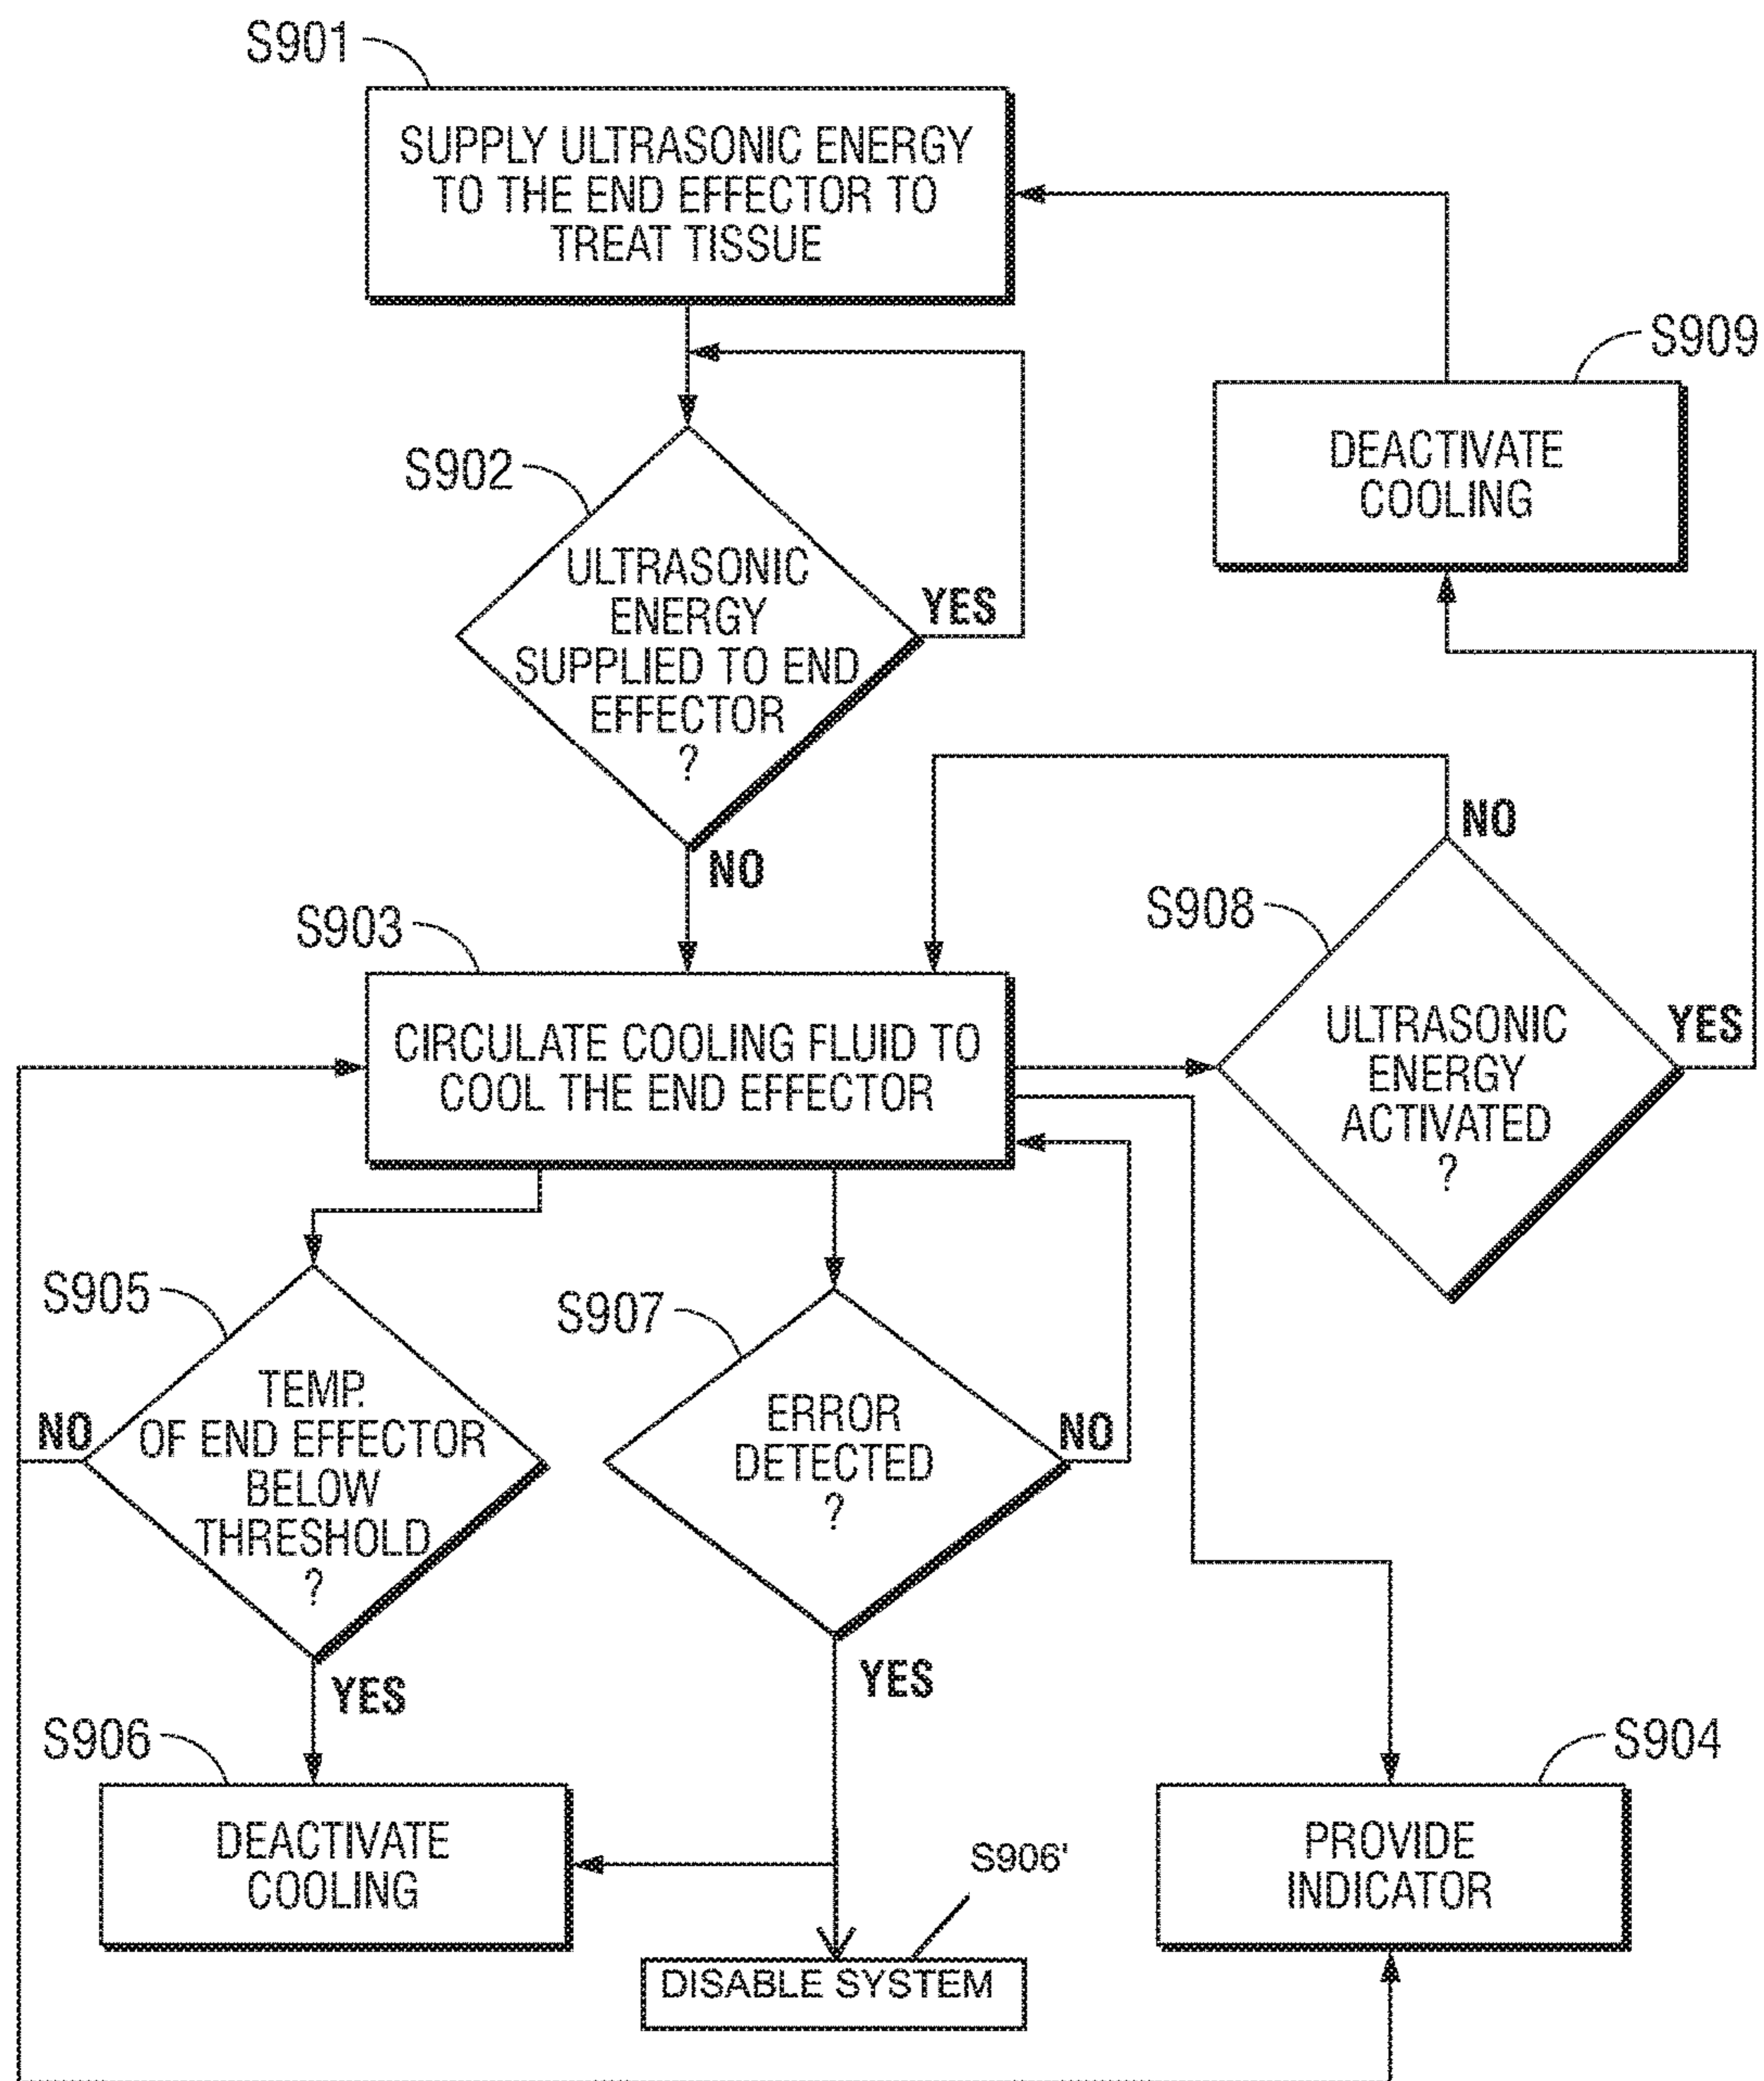 S901
SUPPLY ULTRASONIC ENERGY
TO THE END EFFECTOR TO
TREAT TISSUE
S909
DEACTIVATE
COOLING
S902
ULTRASONIC
ENERGY
SUPPLIED TO END
EFFECTOR
?
YES
NO
S903
CIRCULATE COOLING FLUID TO
COOL THE END EFFECTOR
S908
ULTRASONIC
ENERGY
ACTIVATED
?
NO
YES
S905
TEMP.
OF END EFFECTOR
BELOW
THRESHOLD
?
NO
YES
S907
ERROR
DETECTED
?
NO
YES
S906
DEACTIVATE
COOLING
S906'
DISABLE SYSTEM
S904
PROVIDE
INDICATOR